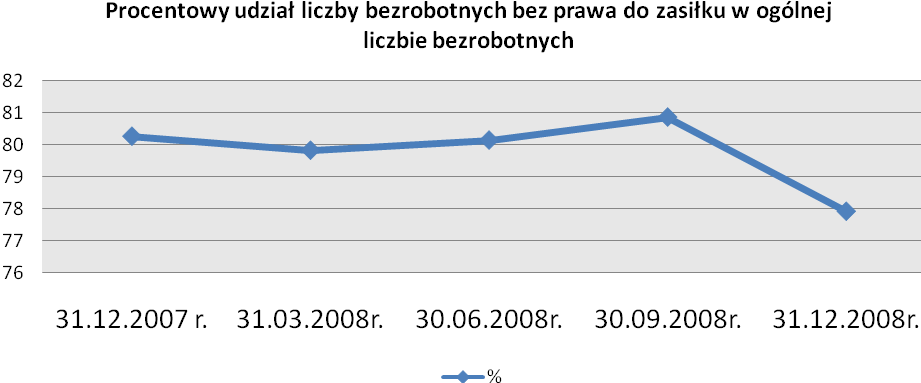 Procentowy udział liczby bezrobotnych bez prawa do zasiłku w ogólnej
liczbie bezrobotnych
82
81
80
79
78
77
76
31.12.2007 r. 31.03.2008r. 30.06.2008r. 30.09.2008r. 31.12.2008r.
%